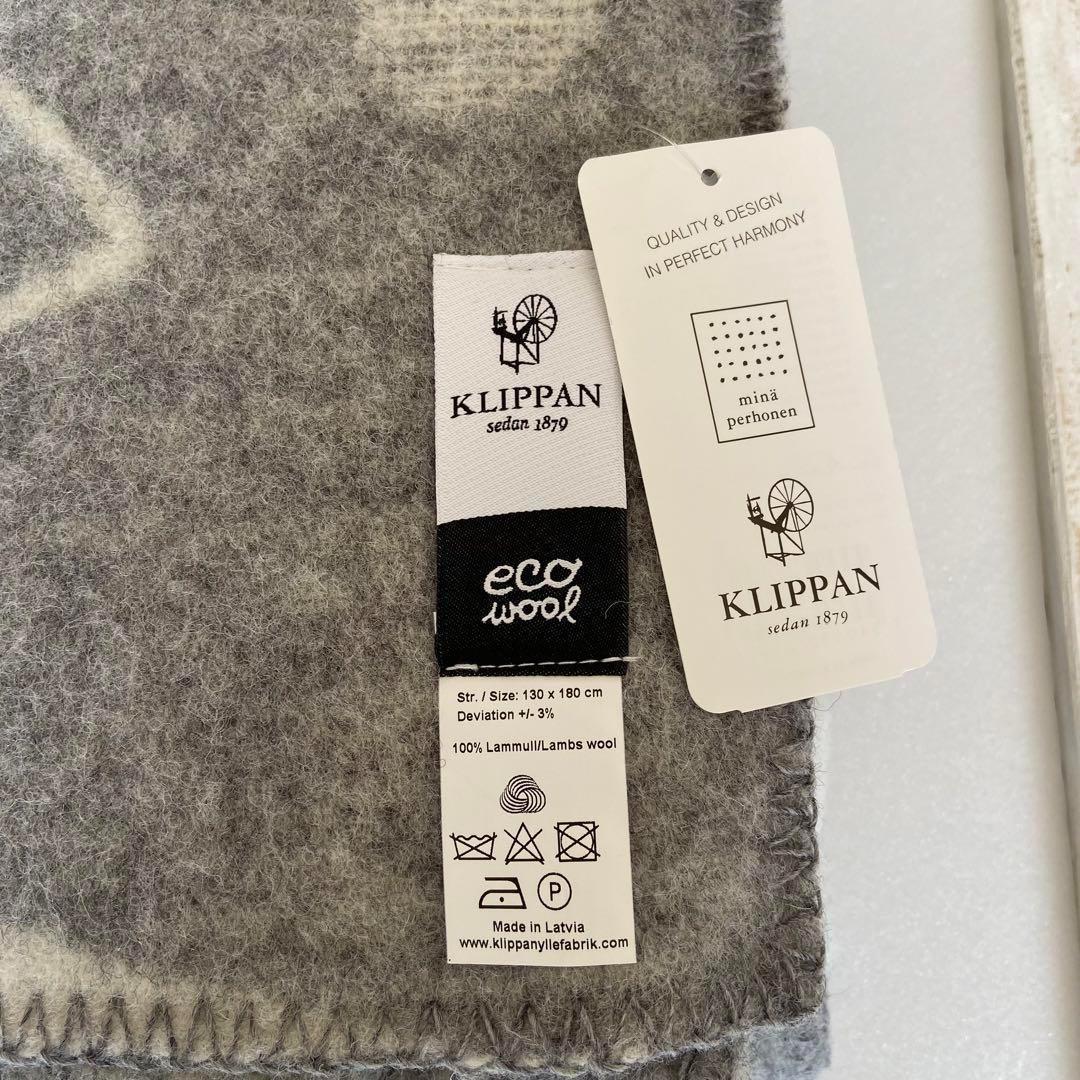 KLIPPAN
sedan 1879
eco
wool
Str. / Size: 130 x 180 cm
Deviation +/- 3%
100% Lammull/Lambs wool
P
Made in Latvia
www.klippanyllefabrik.com
QUALITY & DESIGN
IN PERFECT HARMONY
minä
perhonen
KLIPPAN
sedan 1879